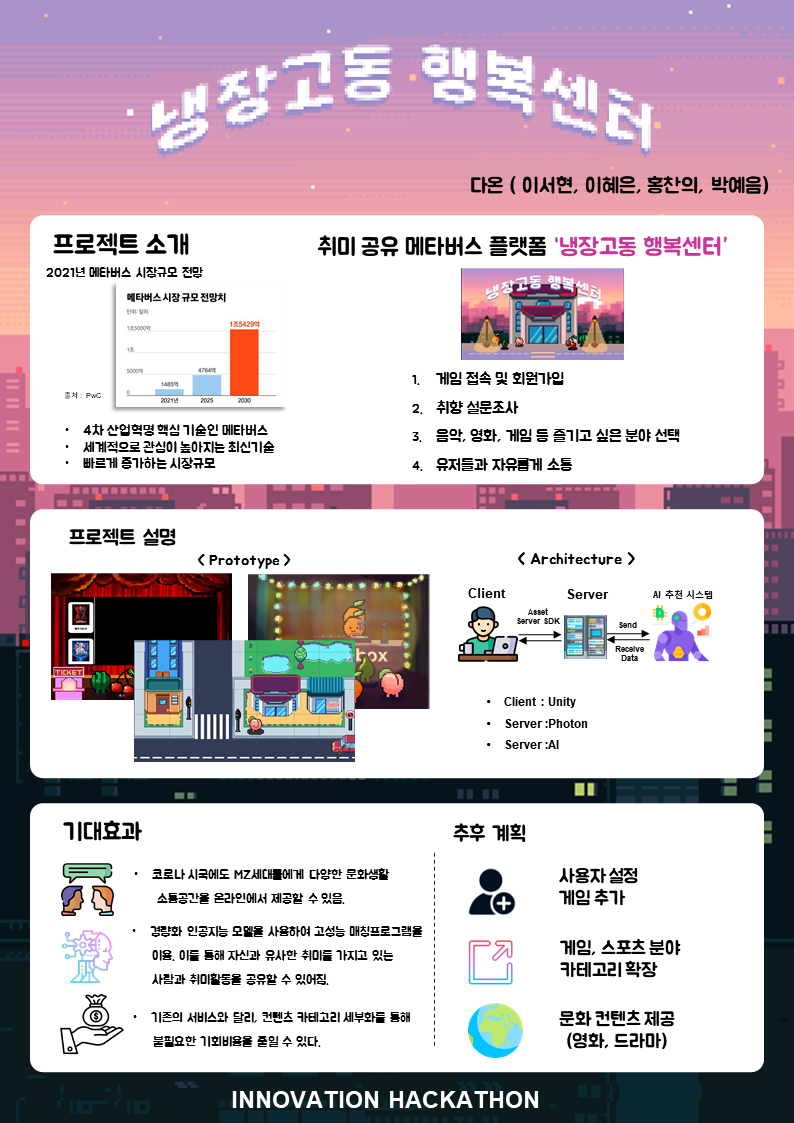 냉장고동 행복센터
다온 ( 이서현, 이혜은, 홍찬의, 박예음)
프로젝트 소개
2021년 메타버스 시장규모 전망
메타버스 시장 규모 전망치
단위: 달러
1조5000억
1조
5000억
0
1485억
4764억
1조5429억
2021년
2025
2030
출처 : PwC
• 4차 산업혁명 핵심 기술인 메타버스
• 세계적으로 관심이 높아지는 최신기술
• 빠르게 증가하는 시장규모
취미 공유 메타버스 플랫폼 '냉장고동 행복센터'
냉장고동 행복센터
1. 게임 접속 및 회원가입
2. 취향 설문조사
3. 음악, 영화, 게임 등 즐기고 싶은 분야 선택
4. 유저들과 자유롭게 소통
프로젝트 설명
< Prototype >
TICKET
box
< Architecture >
Client
Server
AI 추천 시스템
Asset
Server SDK
Send
Receive
Data
• Client : Unity
• Server :Photon
• Server :AI
기대효과
• 코로나 시국에도 MZ세대들에게 다양한 문화생활
소통공간을 온라인에서 제공할 수 있음.
• 경량화 인공지능 모델을 사용하여 고성능 매칭프로그램을
이용. 이를 통해 자신과 유사한 취미를 가지고 있는
사람과 취미활동을 공유할 수 있어짐.
• 기존의 서비스와 달리, 컨텐츠 카테고리 세부화를 통해
불필요한 기회비용을 줄일 수 있다.
추후 계획
사용자 설정
게임 추가
게임, 스포츠 분야
카테고리 확장
문화 컨텐츠 제공
(영화, 드라마)
INNOVATION HACKATHON